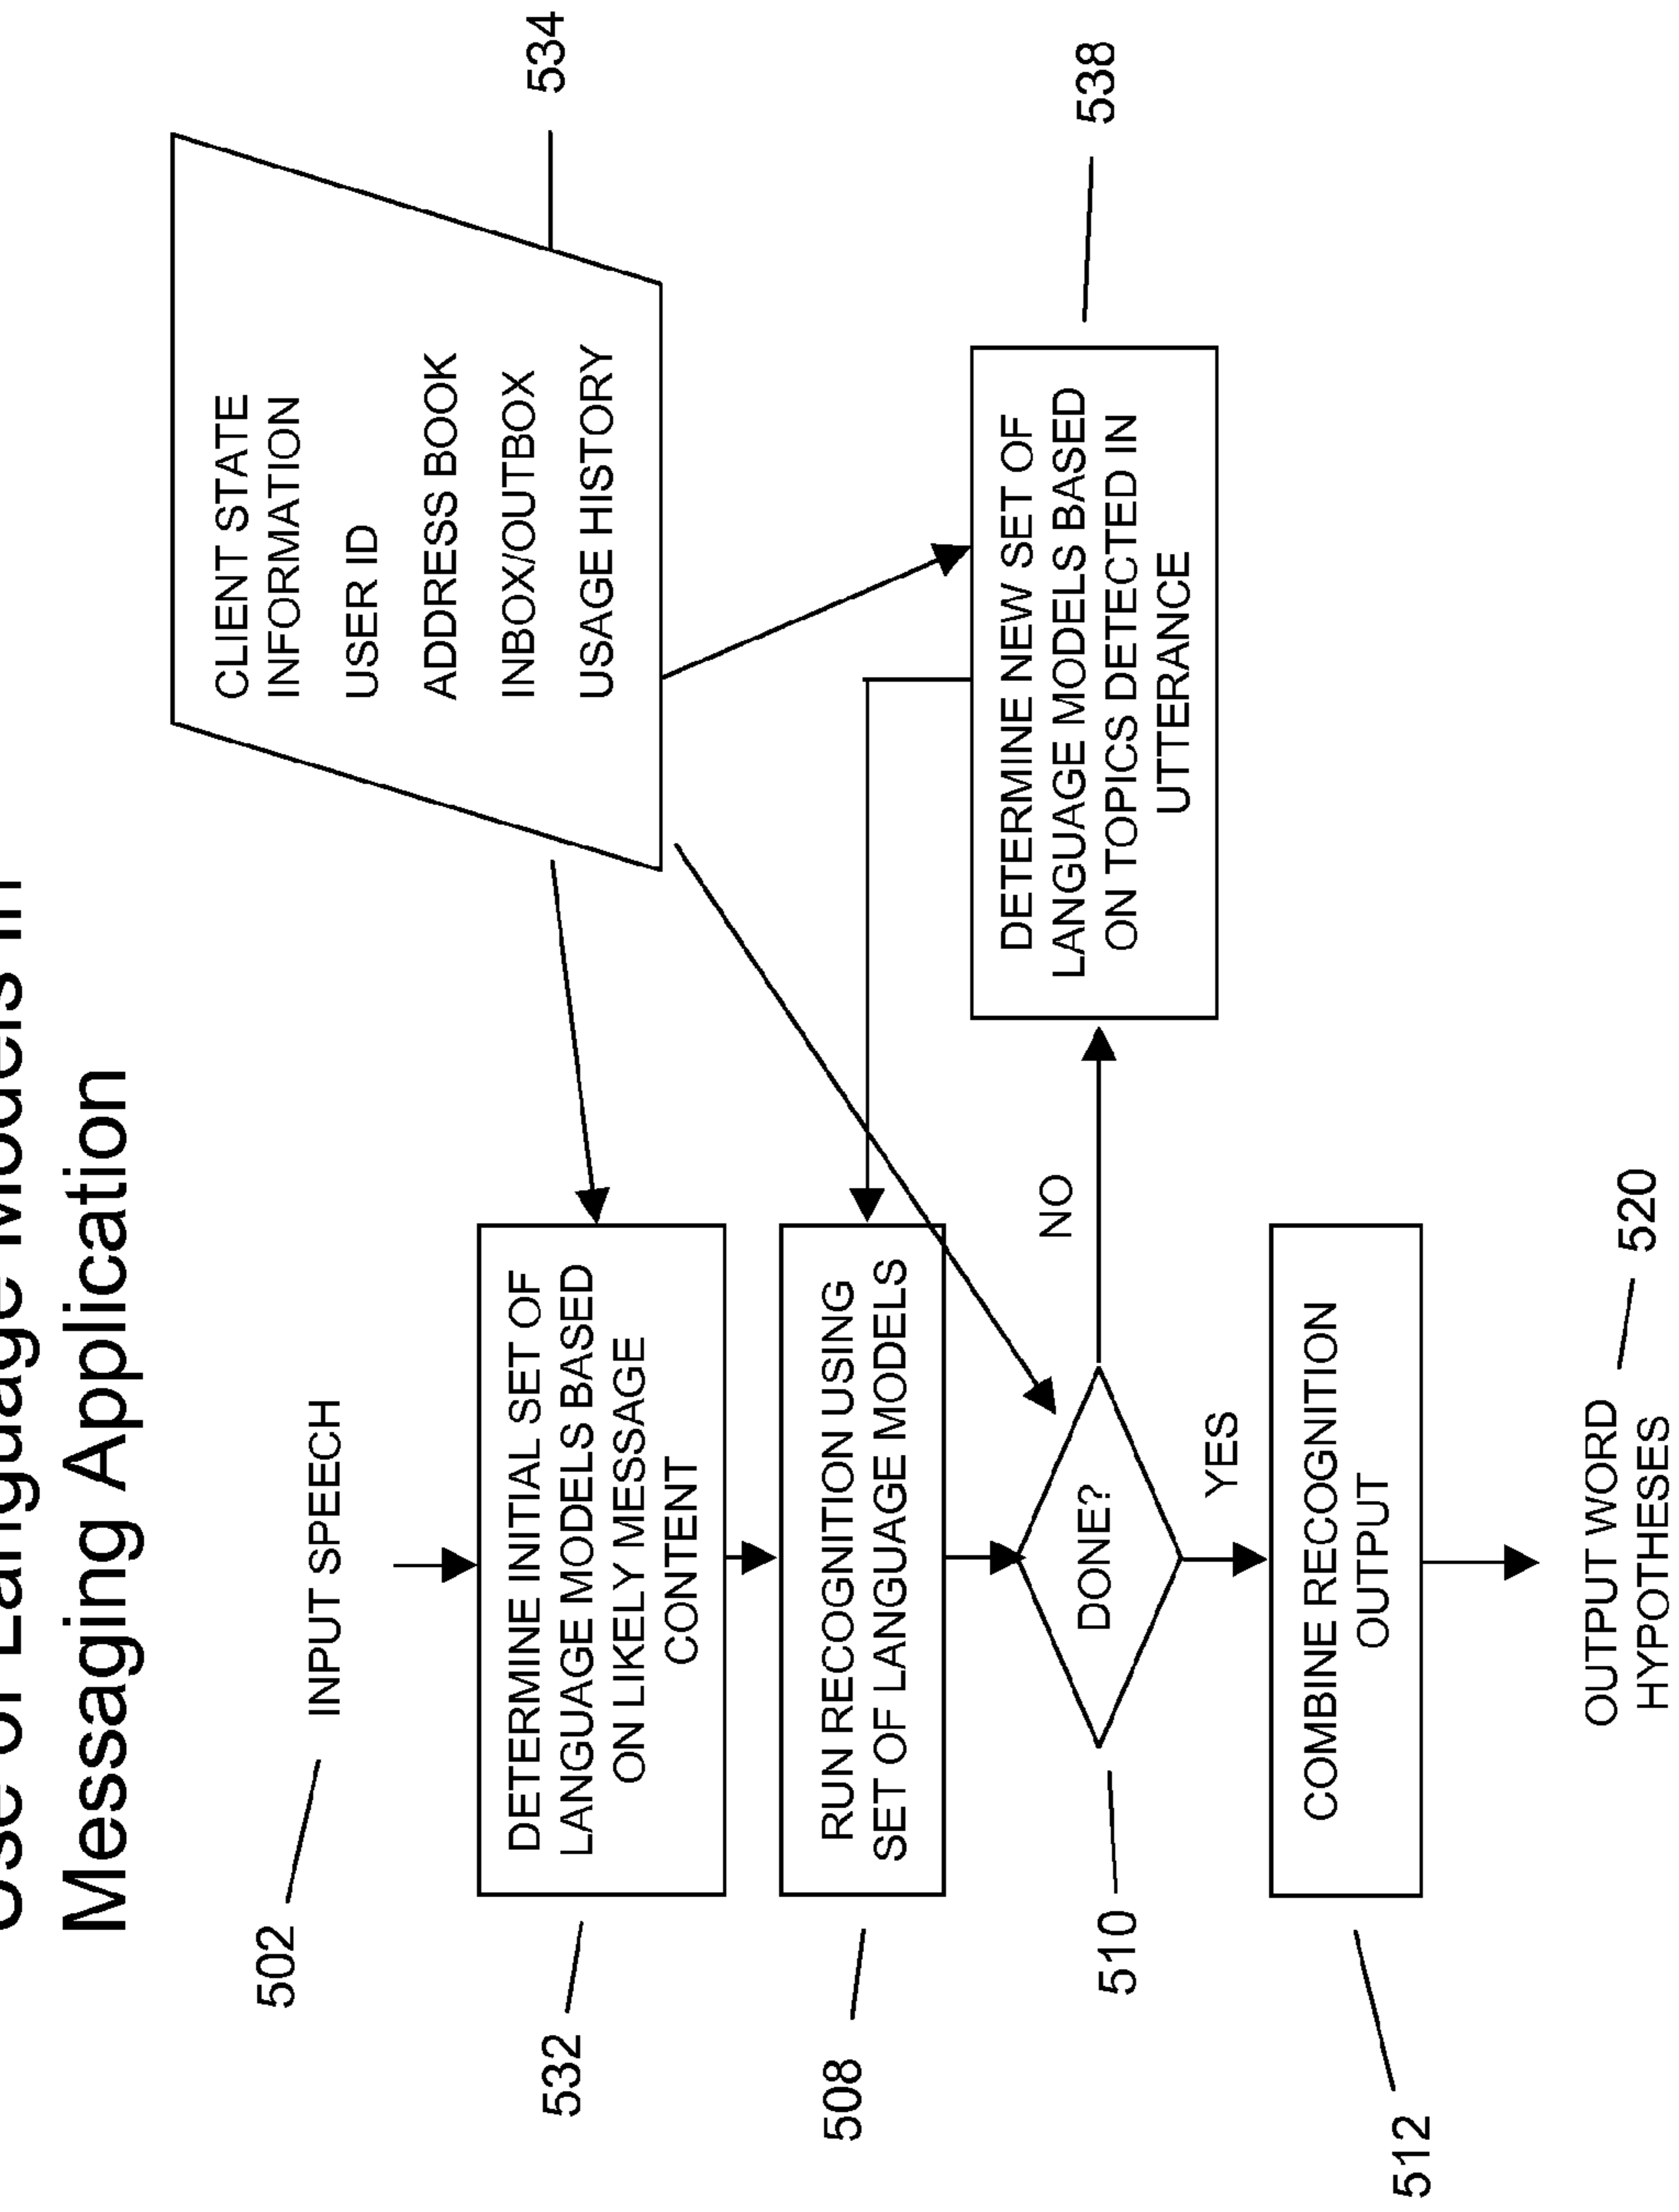 Use of Language Models in
Messaging Application
502
INPUT SPEECH
CLIENT STATE
INFORMATION
USER ID
ADDRESS BOOK
INBOX/OUTBOX
USAGE HISTORY
534
532
DETERMINE INITIAL SET OF
LANGUAGE MODELS BASED
ON LIKELY MESSAGE
CONTENT
508
RUN RECOGNITION USING
SET OF LANGUAGE MODELS
510
DONE?
NO
YES
DETERMINE NEW SET OF
LANGUAGE MODELS BASED
ON TOPICS DETECTED IN
UTTERANCE
538
512
COMBINE RECOGNITION
OUTPUT
OUTPUT WORD
HYPOTHESES
520